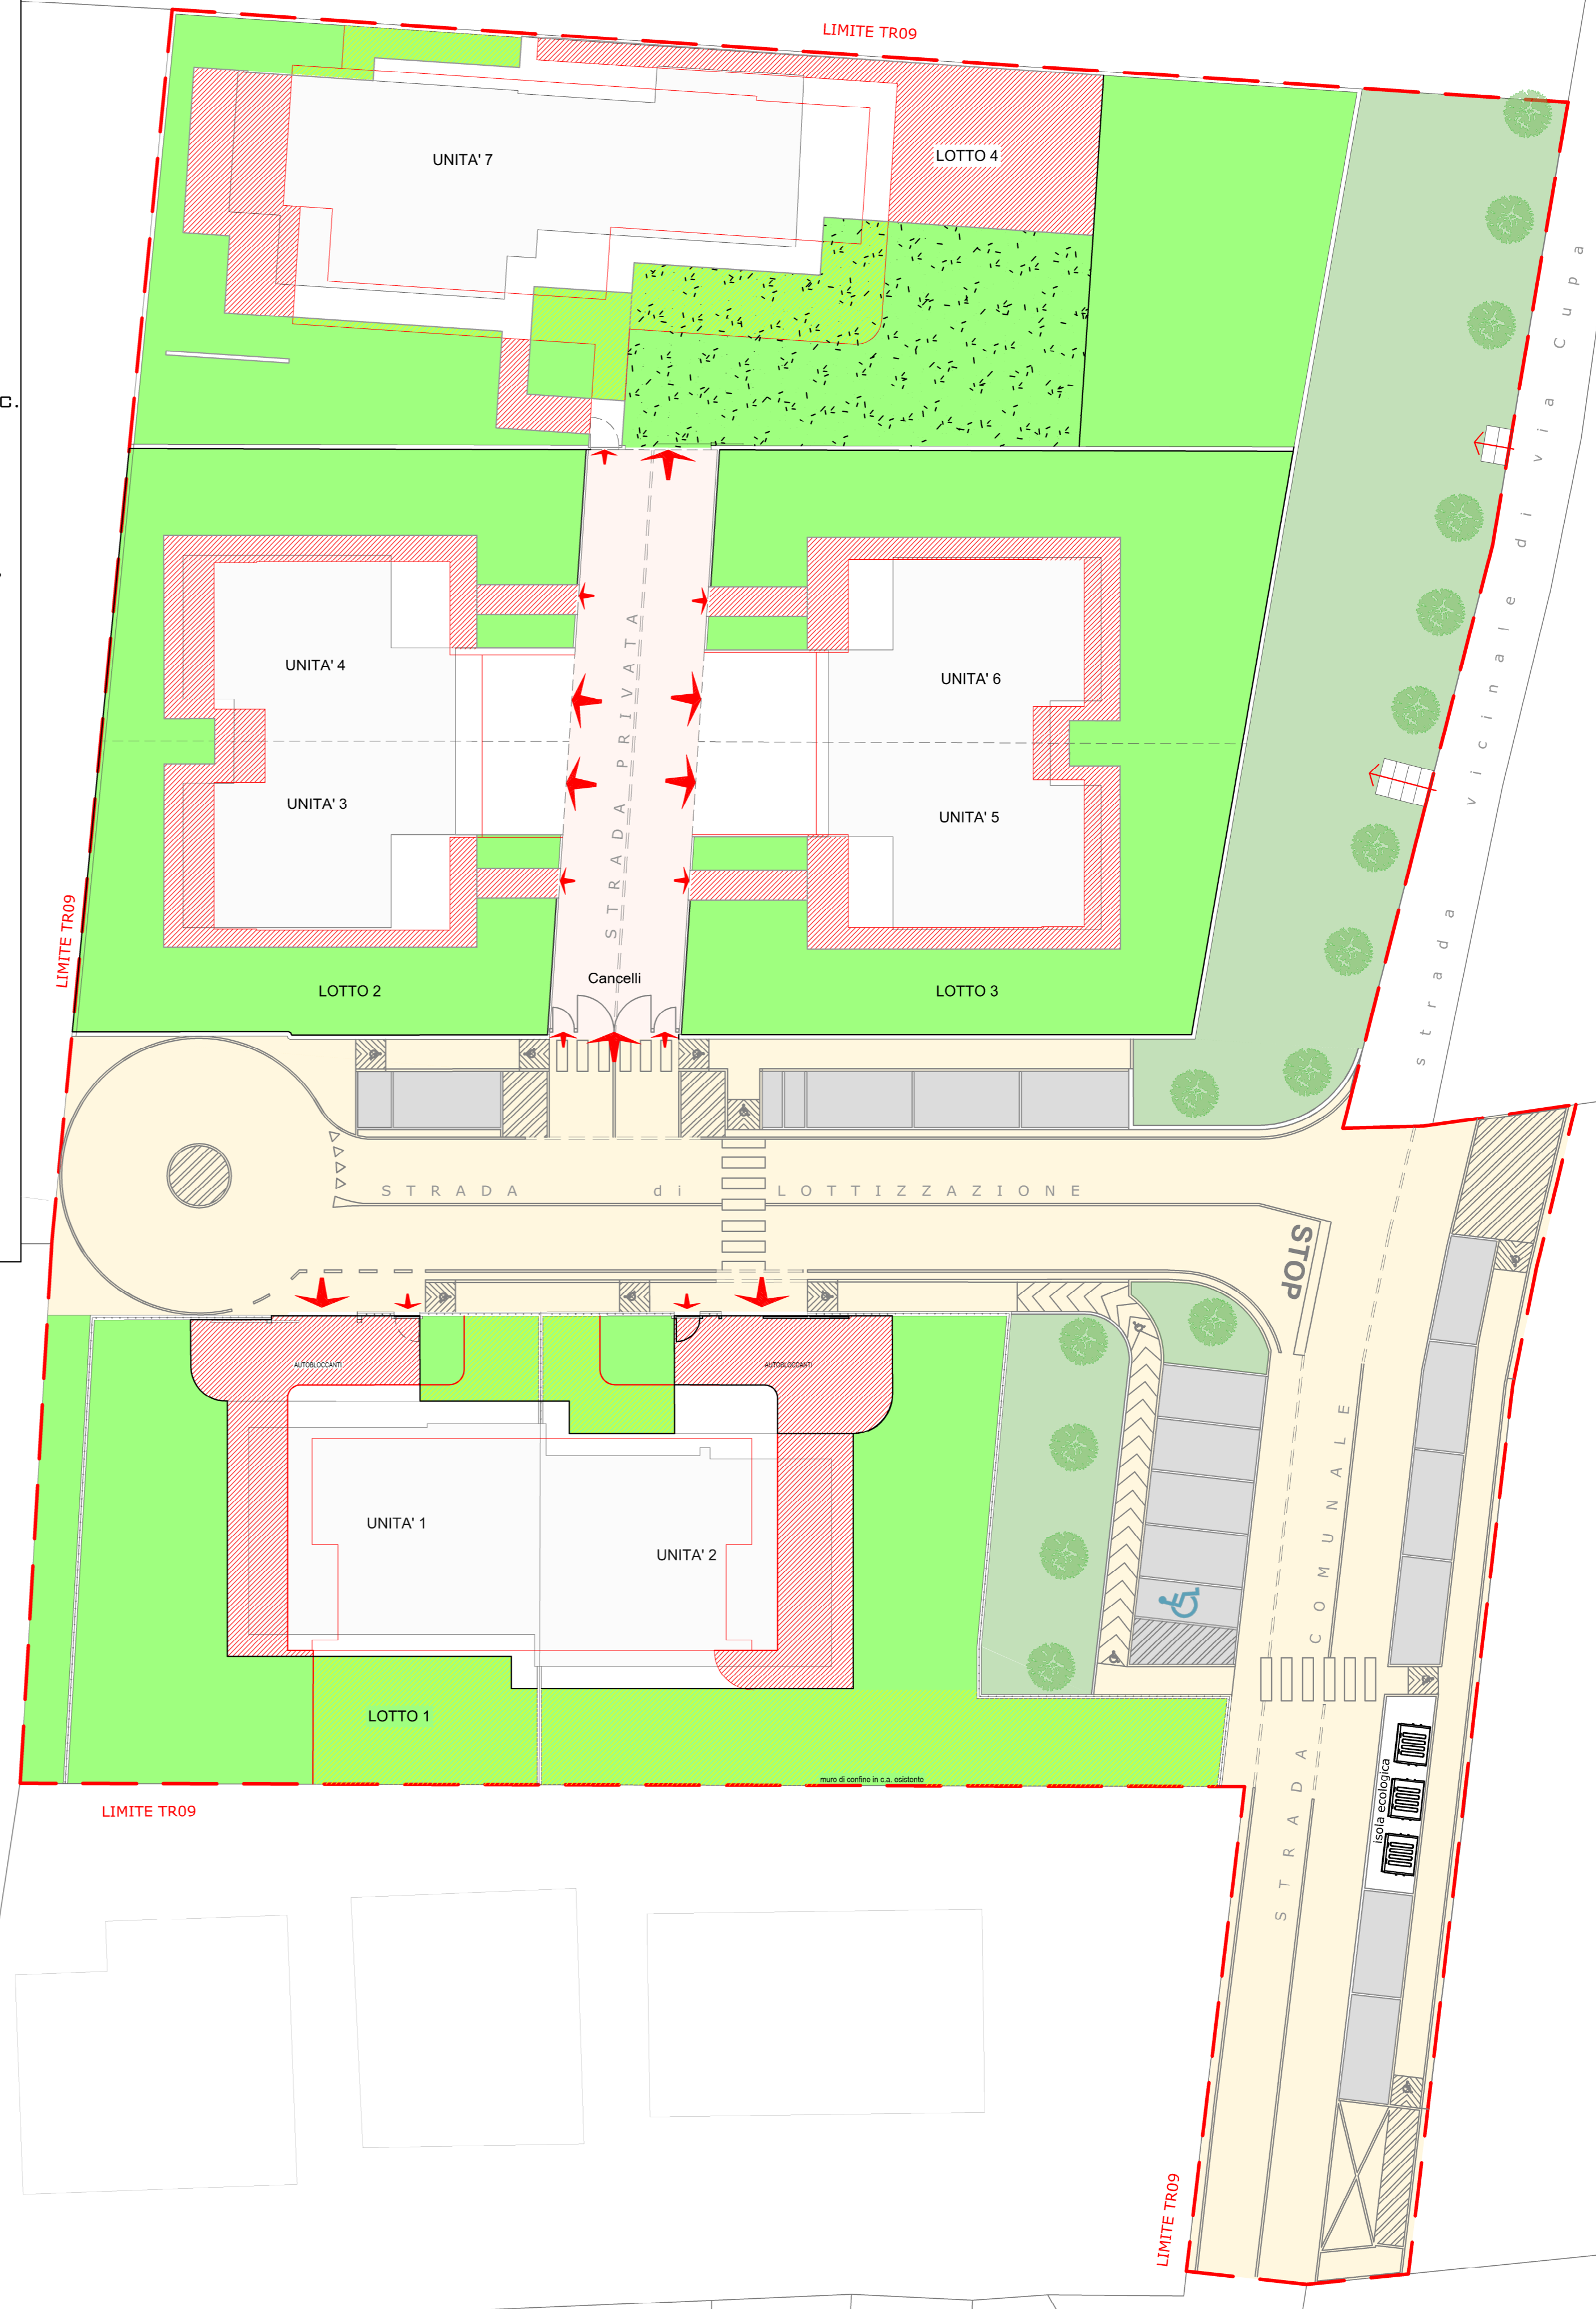 LIMITE TR09
UNITA' 7
LOTTO 4
strada vicinale di via Cupa
C.
UNITA' 4
UNITA' 6
STRADA PRIVATA
UNITA' 3
UNITA' 5
LIMITE TR09
Cancelli
LOTTO 2
LOTTO 3
STRADA di LOTTIZZAZIONE
STOP
AUTOBLOCCANTI
AUTOBLOCCANTI
UNITA' 1
UNITA' 2
STRADA COMUNALE
LOTTO 1
muro di confine in c.a. esistente
isola ecologica
LIMITE TR09
LIMITE TR09